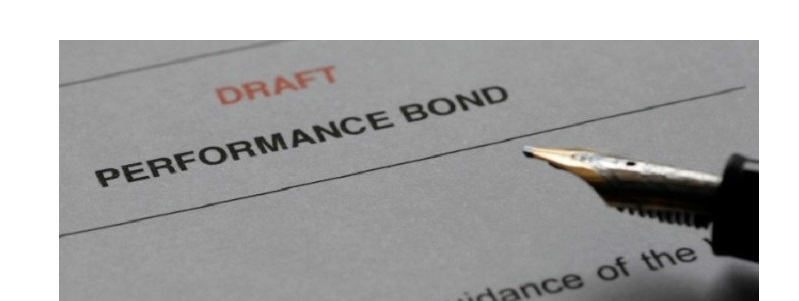 DRAFT
PERFORMANCE BOND
of the